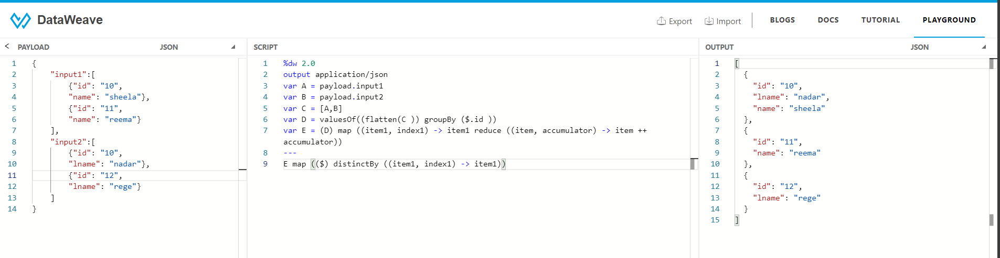 DataWeave
Export Import BLOGS DOCS TUTORIAL PLAYGROUND
< PAYLOAD JSON
1 {
2 "input1":[
3 {"id": "10",
4 "name": "sheela"},
5 {"id": "11",
6 "name": "reema"}
7 ],
8 "input2":[
9 {"id": "10",
10 "lname": "nadar"},
11 {"id": "12",
12 "lname": "rege"}
13 ]
14 }
SCRIPT
1 %dw 2.0
2 output application/json
3 var A = payload.input1
4 var B = payload.input2
5 var C = [A,B]
6 var D = valuesOf((flatten(C )) groupBy ($.id ))
7 var E = (D) map ((item1, index1) -> item1 reduce ((item, accumulator) -> item ++
accumulator))
8 ---
9 E map (($) distinctBy ((item1, index1) -> item1))
OUTPUT JSON
1 [
2 {
3 "id": "10",
4 "lname": "nadar",
5 "name": "sheela"
6 },
7 {
8 "id": "11",
9 "name": "reema"
10 },
11 {
12 "id": "12",
13 "lname": "rege"
14 }
15 ]